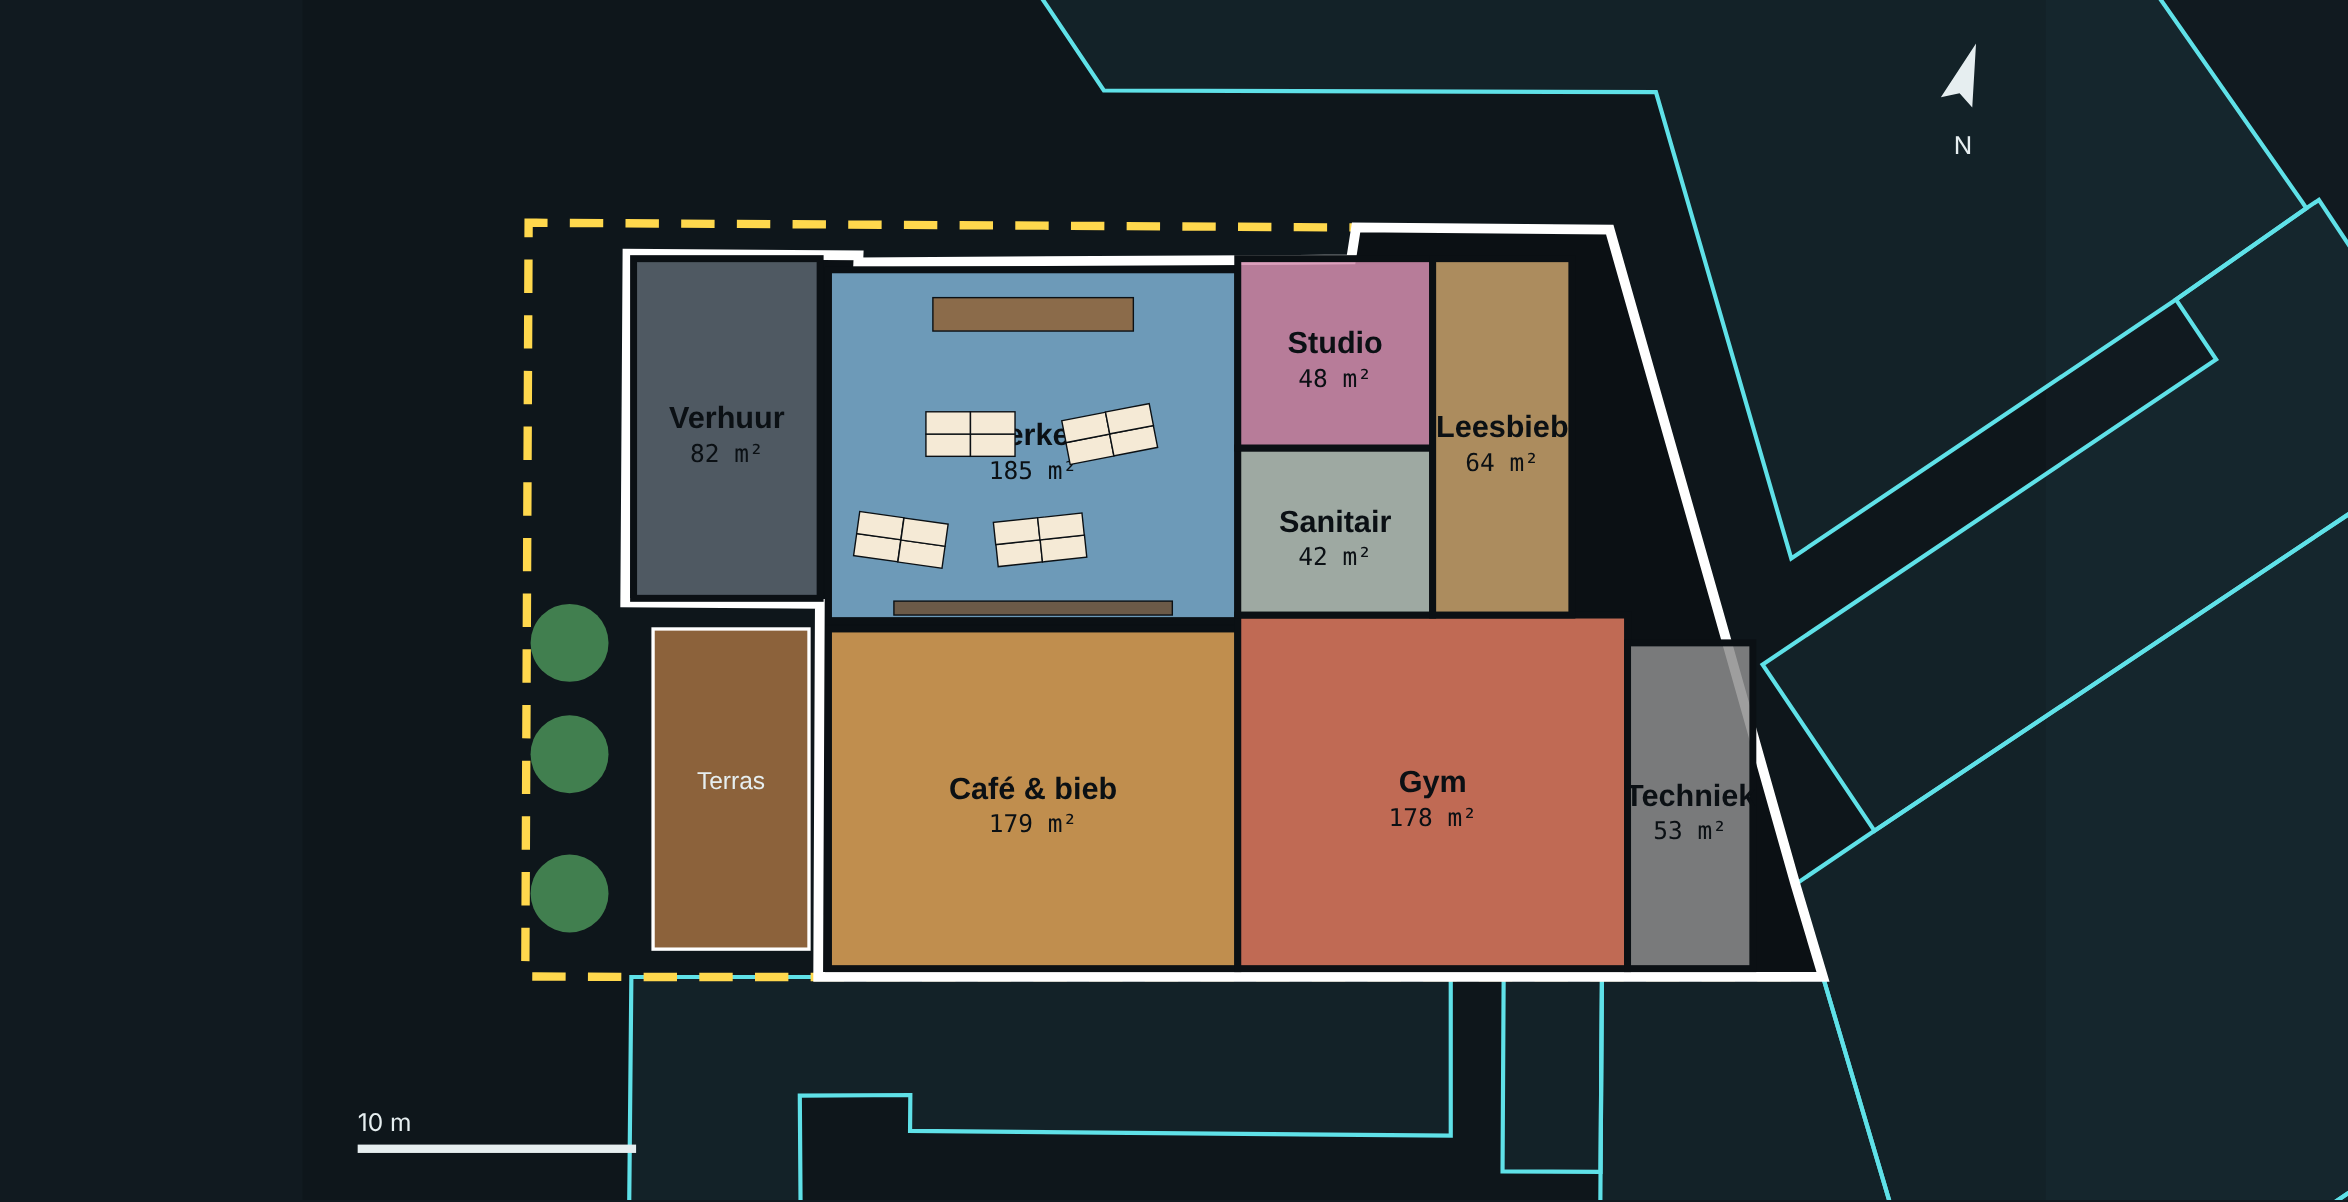 N
Verhuur
82 m²
erke
185 m²
Studio
48 m²
Leesbieb
64 m²
Sanitair
42 m²
Terras
Café & bieb
179 m²
Gym
178 m²
Techniek
53 m²
10 m